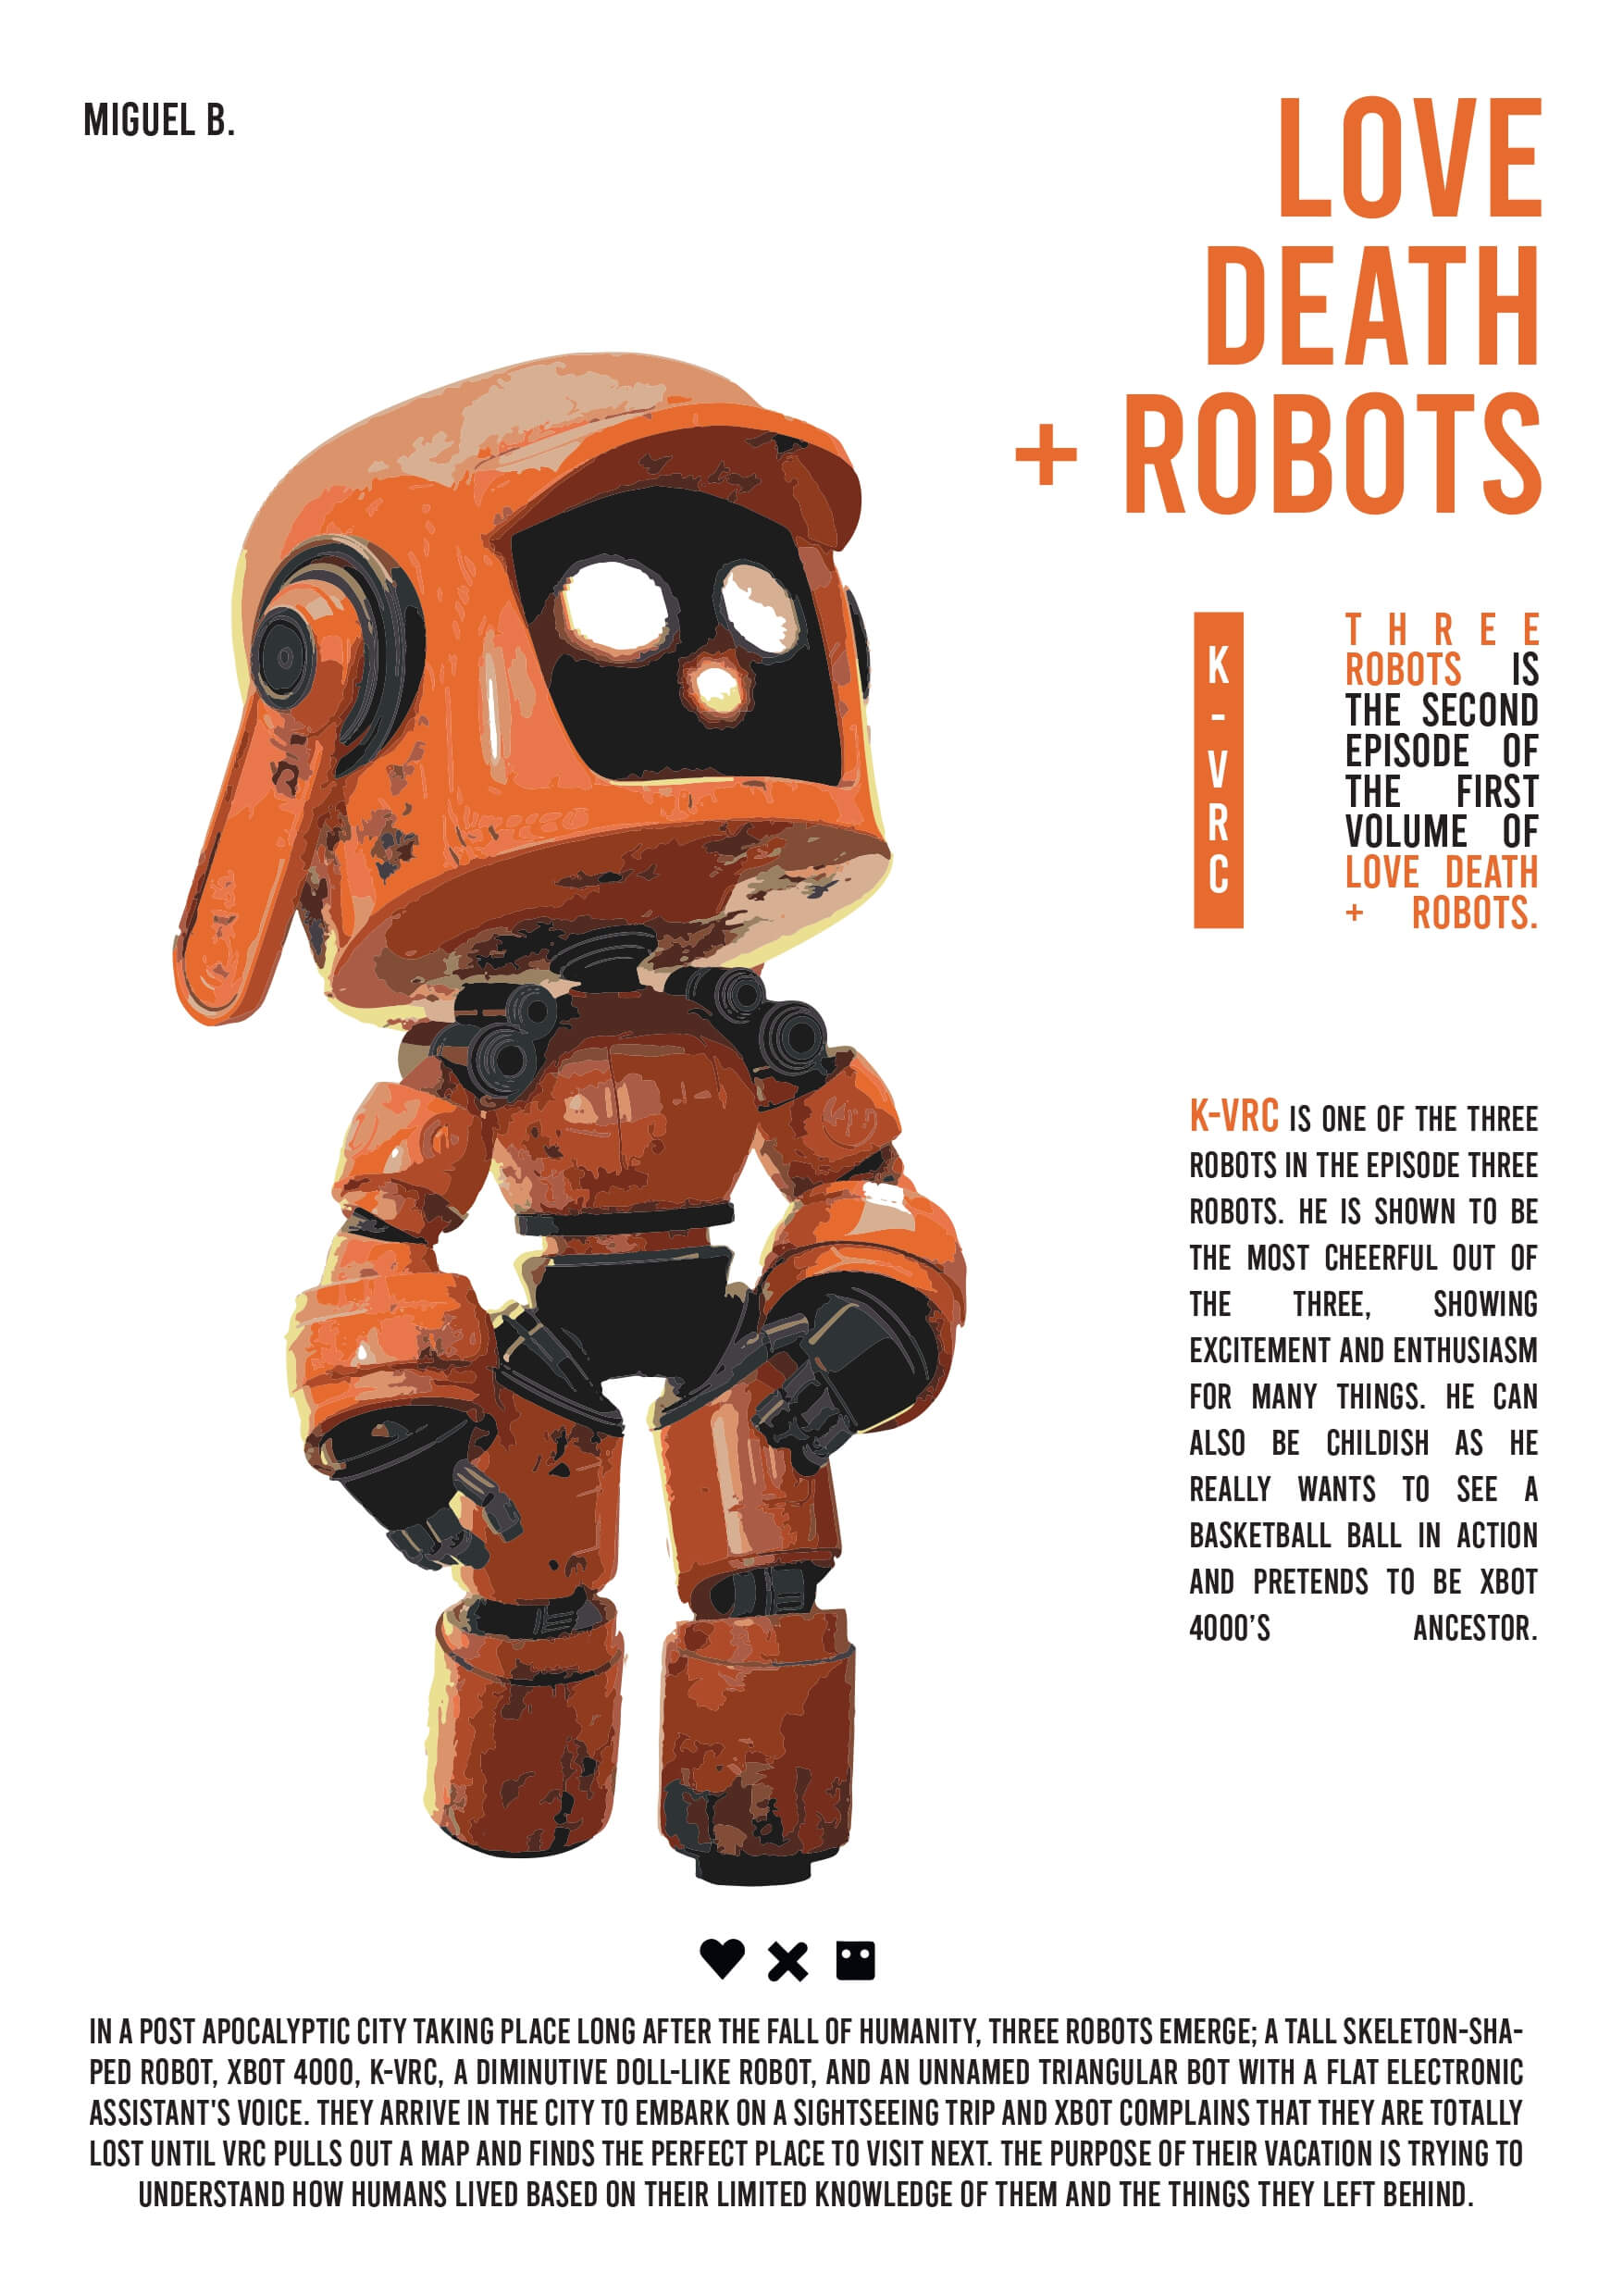 MIGUEL B.
LOVE
DEATH
+ ROBOTS
K
-
V
R
C
THREE
ROBOTS IS
THE SECOND
EPISODE OF
THE FIRST
VOLUME OF
LOVE DEATH
+ ROBOTS.
K-VRC IS ONE OF THE THREE
ROBOTS IN THE EPISODE THREE
ROBOTS. HE IS SHOWN TO BE
THE MOST CHEERFUL OUT OF
THE THREE, SHOWING
EXCITEMENT AND ENTHUSIASM
FOR MANY THINGS. HE CAN
ALSO BE CHILDISH AS HE
REALLY WANTS TO SEE A
BASKETBALL BALL IN ACTION
AND PRETENDS TO BE XBOT
4000’S ANCESTOR.
IN A POST APOCALYPTIC CITY TAKING PLACE LONG AFTER THE FALL OF HUMANITY, THREE ROBOTS EMERGE; A TALL SKELETON-SHA-
PED ROBOT, XBOT 4000, K-VRC, A DIMINUTIVE DOLL-LIKE ROBOT, AND AN UNNAMED TRIANGULAR BOT WITH A FLAT ELECTRONIC
ASSISTANT'S VOICE. THEY ARRIVE IN THE CITY TO EMBARK ON A SIGHTSEEING TRIP AND XBOT COMPLAINS THAT THEY ARE TOTALLY
LOST UNTIL VRC PULLS OUT A MAP AND FINDS THE PERFECT PLACE TO VISIT NEXT. THE PURPOSE OF THEIR VACATION IS TRYING TO
UNDERSTAND HOW HUMANS LIVED BASED ON THEIR LIMITED KNOWLEDGE OF THEM AND THE THINGS THEY LEFT BEHIND.